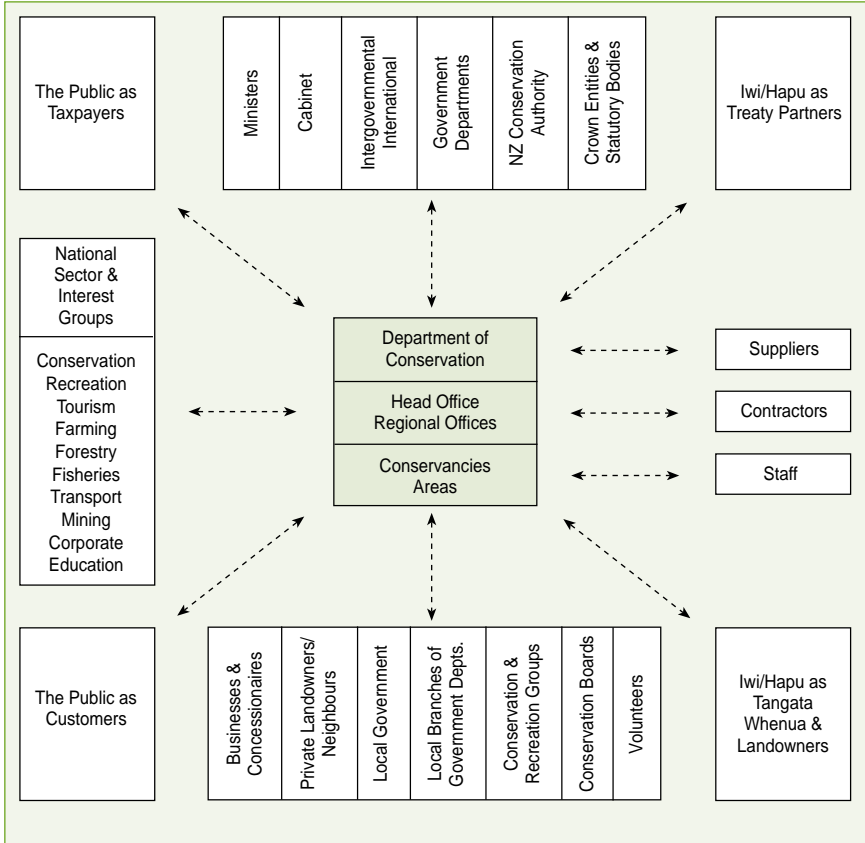 The Public as
Taxpayers
Ministers
Cabinet
Intergovernmental
International
Government
Departments
NZ Conservation
Authority
Crown Entities &
Statutory Bodies
Iwi/Hapu as
Treaty Partners
National
Sector &
Interest
Groups
Conservation
Recreation
Tourism
Farming
Forestry
Fisheries
Transport
Mining
Corporate
Education
Department of
Conservation
Head Office
Regional Offices
Conservancies
Areas
Suppliers
Contractors
Staff
The Public as
Customers
Businesses &
Concessionaires
Private Landowners/
Neighbours
Local Government
Local Branches of
Government Depts.
Conservation &
Recreation Groups
Conservation Boards
Volunteers
Iwi/Hapu as
Tangata
Whenua &
Landowners